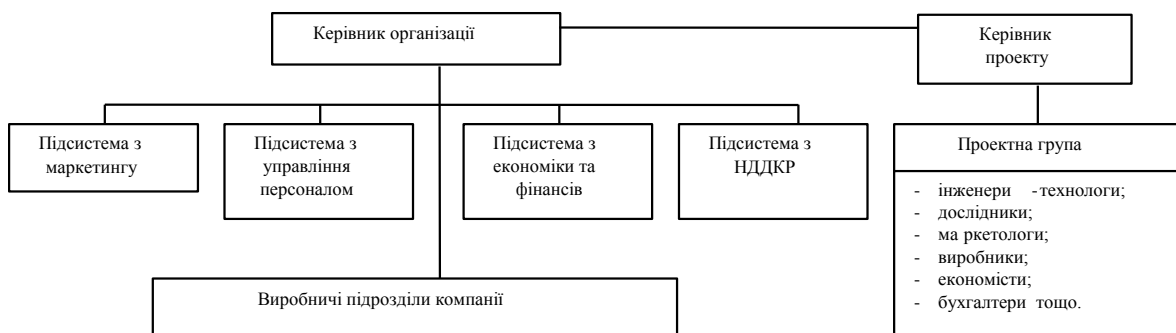 Керівник організації
Керівник
проекту
Підсистема з
маркетингу
Підсистема з
управління
персоналом
Підсистема з
економіки та
фінансів
Підсистема з
НДДКР
Проектна група
- інженери -технологи;
- дослідники;
- ма ркетологи;
- виробники;
- економісти;
- бухгалтери тощо.
Виробничі підрозділи компанії